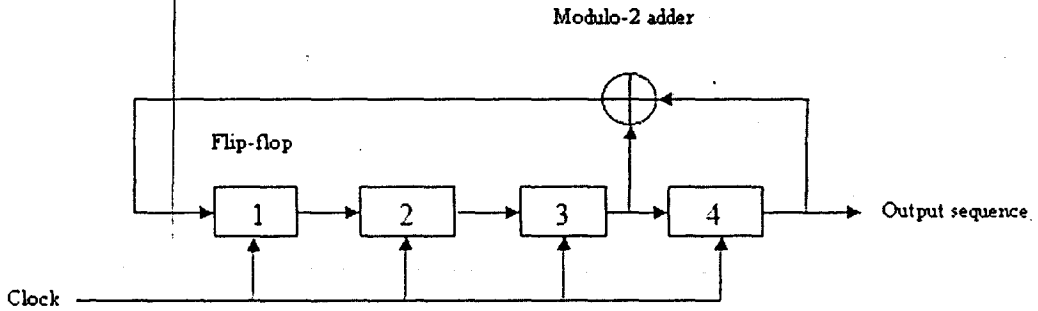 Modulo-2 adder
Flip-flop
1
2
3
4
Output sequence
Clock